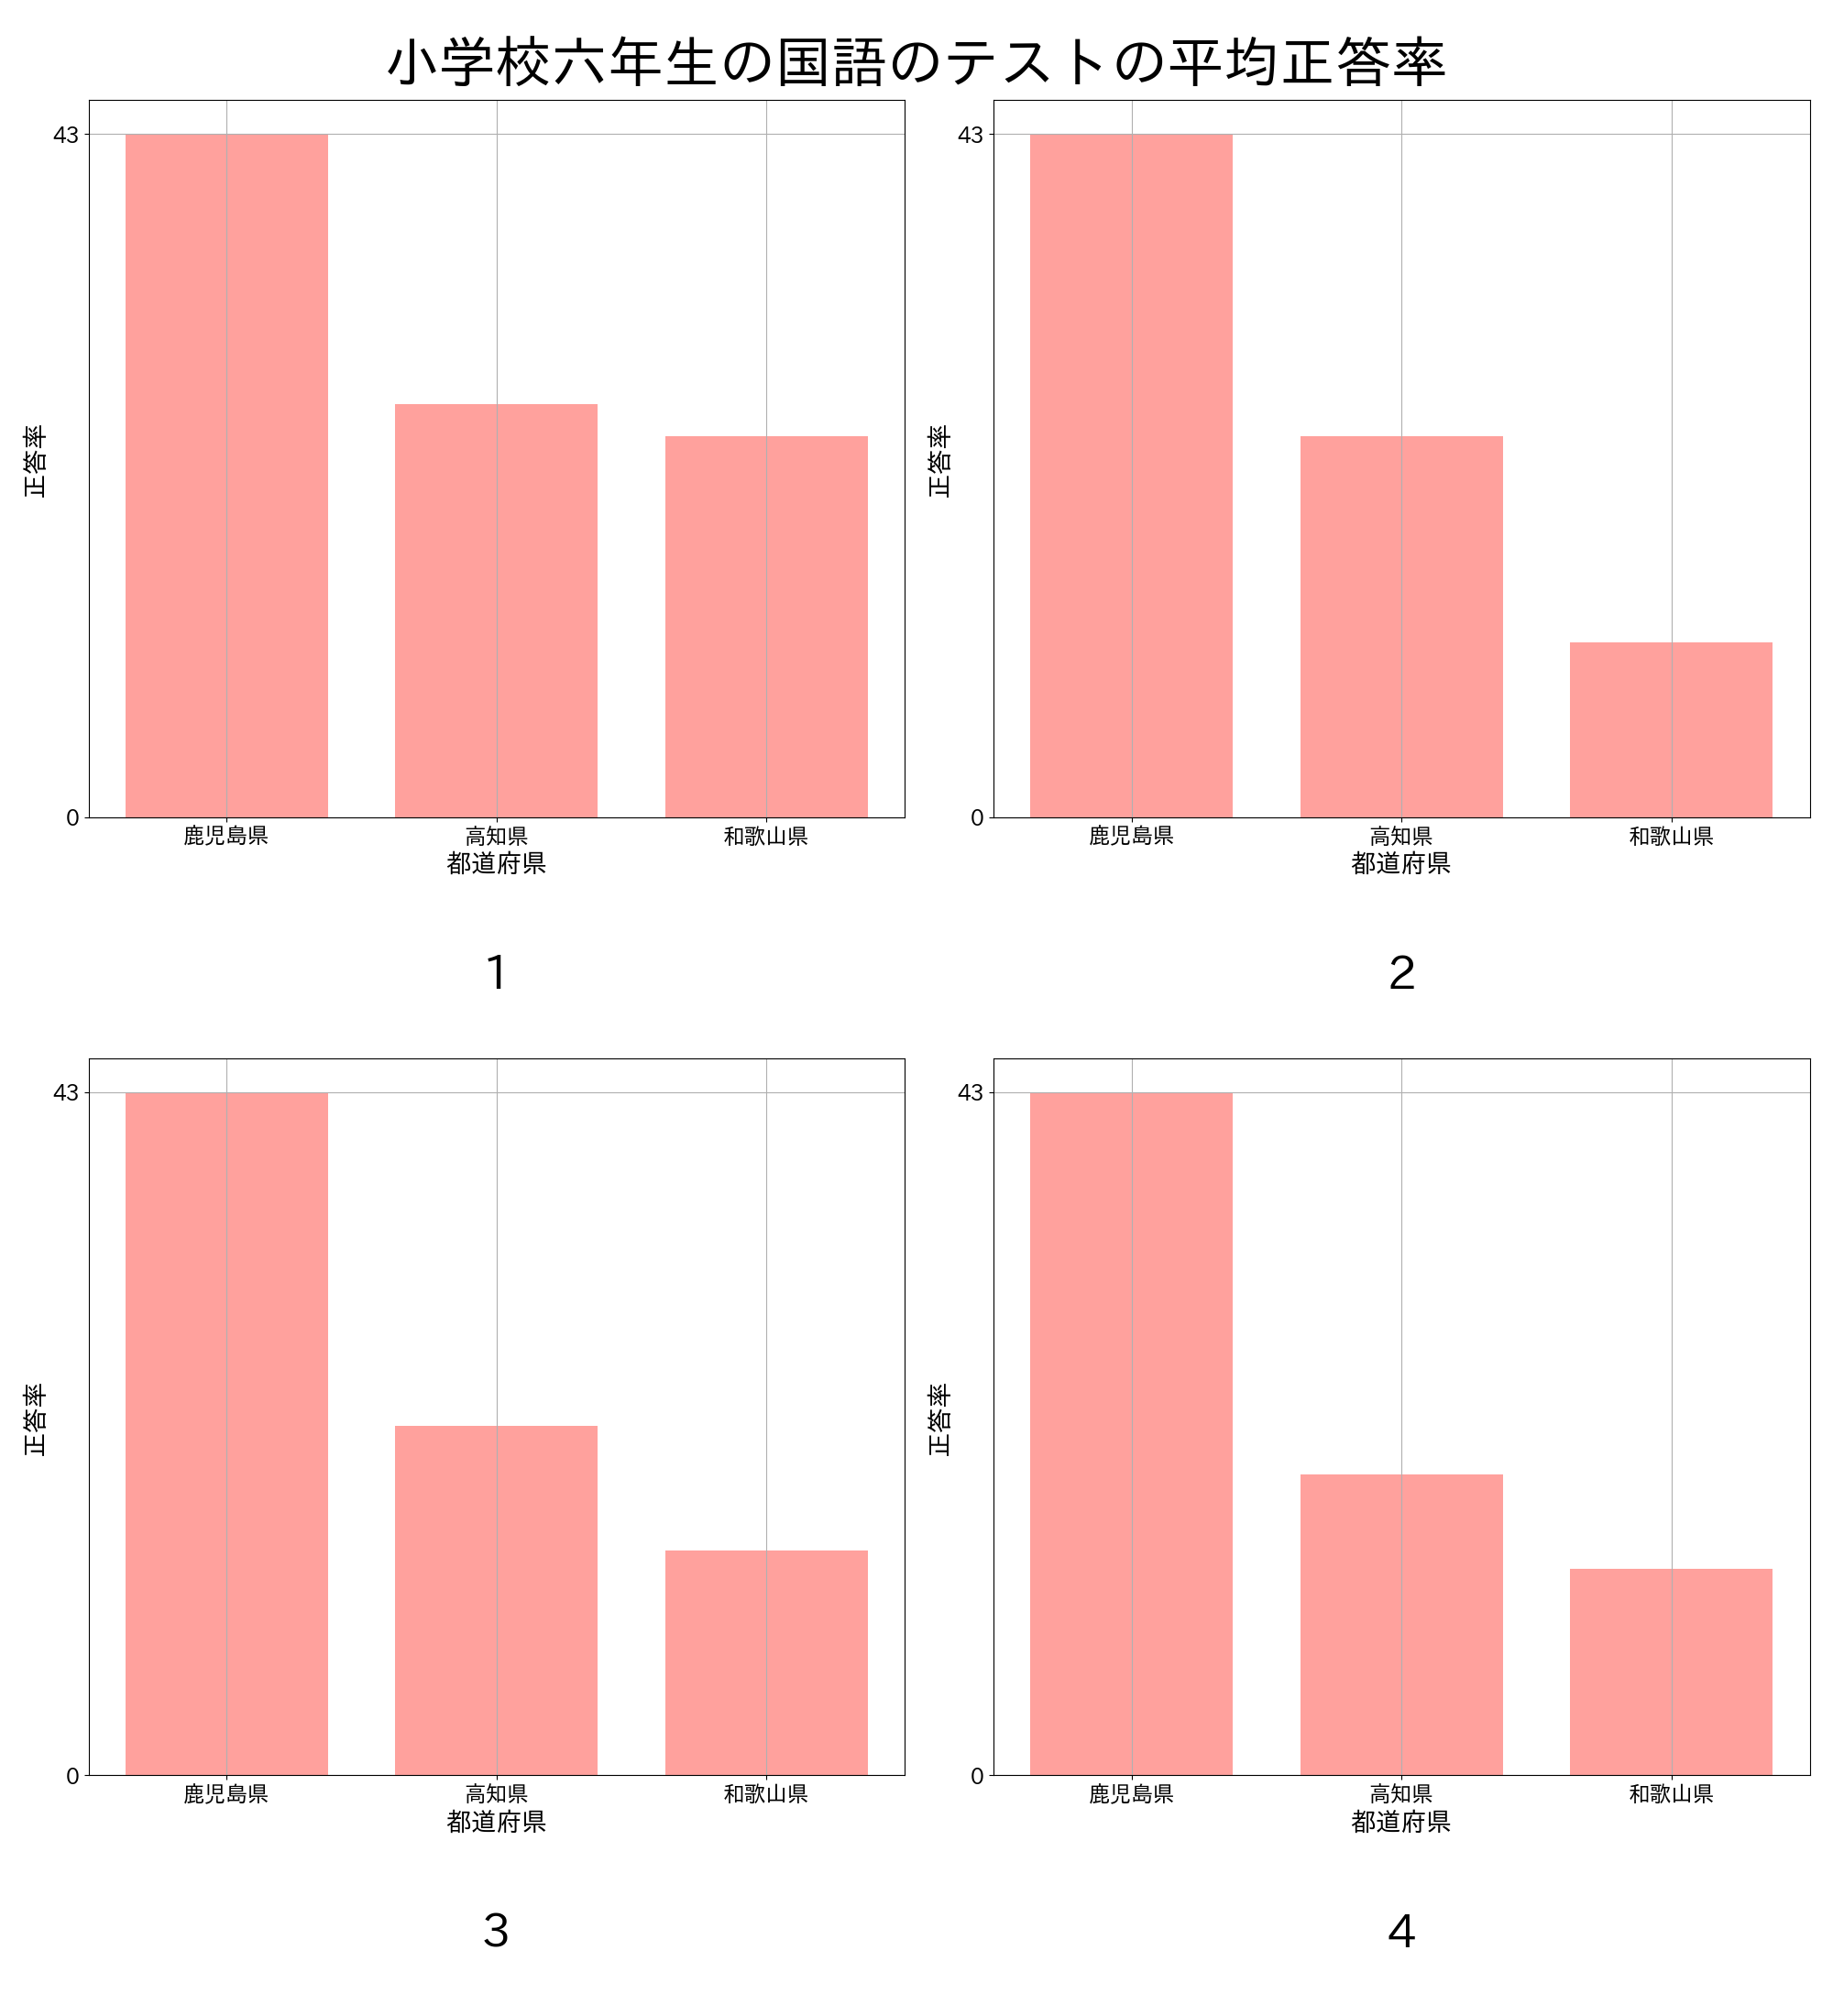 小学校六年生の国語のテストの平均正答率
43
正答率
0
鹿児島県 高知県 和歌山県
都道府県
1
43
正答率
0
鹿児島県 高知県 和歌山県
都道府県
2
43
正答率
0
鹿児島県 高知県 和歌山県
都道府県
3
43
正答率
0
鹿児島県 高知県 和歌山県
都道府県
4